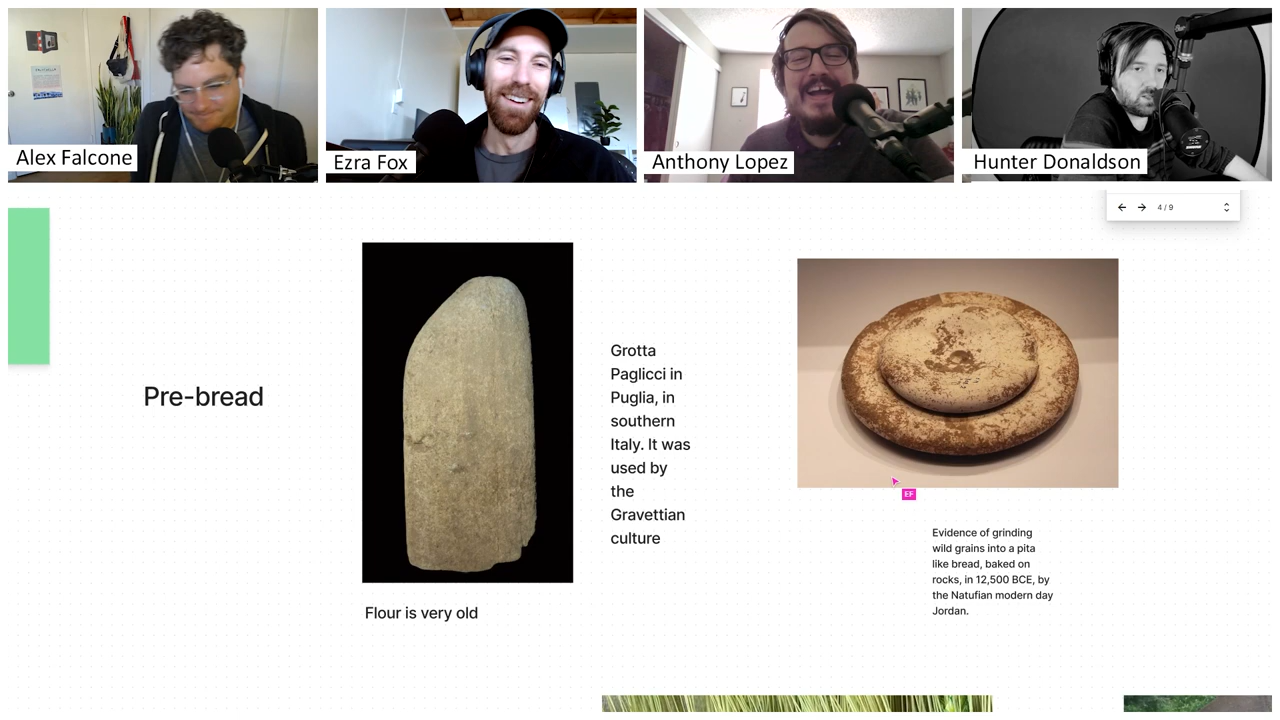 Alex Falcone
Ezra Fox
Anthony Lopez
Hunter Donaldson
4 / 9
Pre-bread
Grotta
Paglicci in
Puglia, in
southern
Italy. It was
used by
the
Gravettian
culture
Flour is very old
EF
Evidence of grinding
wild grains into a pita
like bread, baked on
rocks, in 12,500 BCE, by
the Natufian modern day
Jordan.